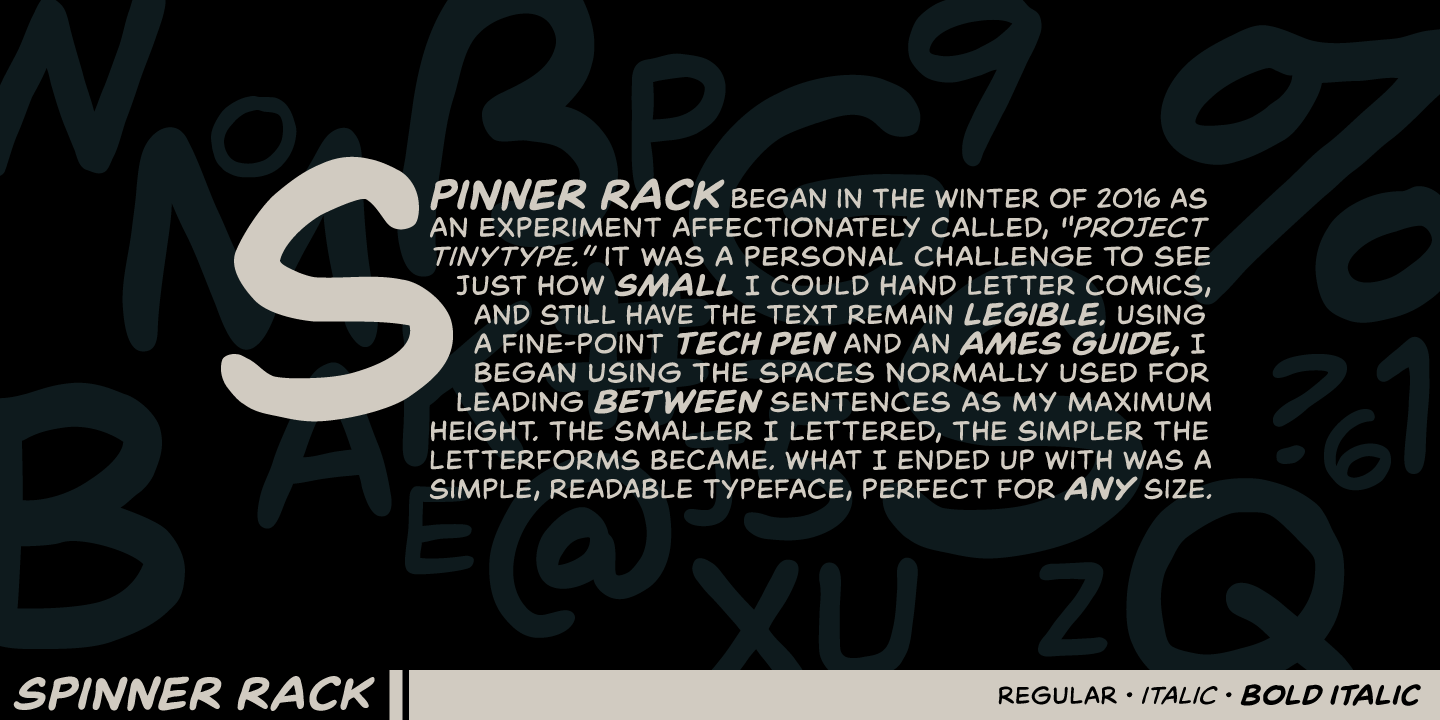 SPINNER RACK BEGAN IN THE WINTER OF 2016 AS
AN EXPERIMENT AFFECTIONATELY CALLED, "PROJECT
TINYTYPE." IT WAS A PERSONAL CHALLENGE TO SEE
JUST HOW SMALL I COULD HAND LETTER COMICS,
AND STILL HAVE THE TEXT REMAIN LEGIBLE. USING
A FINE-POINT TECH PEN AND AN AMES GUIDE, I
BEGAN USING THE SPACES NORMALLY USED FOR
LEADING BETWEEN SENTENCES AS MY MAXIMUM
HEIGHT. THE SMALLER I LETTERED, THE SIMPLER THE
LETTERFORMS BECAME. WHAT I ENDED UP WITH WAS A
SIMPLE, READABLE TYPEFACE, PERFECT FOR ANY SIZE.
SPINNER RACK
REGULAR • ITALIC • BOLD ITALIC